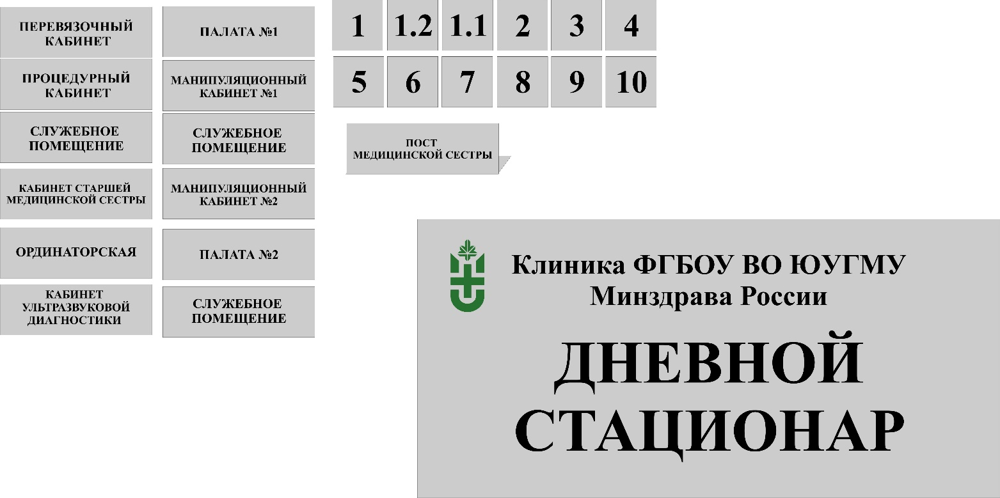 ПЕРЕВЯЗОЧНЫЙ
КАБИНЕТ
ПРОЦЕДУРНЫЙ
КАБИНЕТ
СЛУЖЕБНОЕ
ПОМЕЩЕНИЕ
КАБИНЕТ СТАРШЕЙ
МЕДИЦИНСКОЙ СЕСТРЫ
ОРДИНАТОРСКАЯ
КАБИНЕТ
УЛЬТРАЗВУКОВОЙ
ДИАГНОСТИКИ
ПАЛАТА №1
МАНИПУЛЯЦИОННЫЙ
КАБИНЕТ №1
СЛУЖЕБНОЕ
ПОМЕЩЕНИЕ
МАНИПУЛЯЦИОННЫЙ
КАБИНЕТ №2
ПАЛАТА №2
СЛУЖЕБНОЕ
ПОМЕЩЕНИЕ
1 1.2 1.1 2 3 4
5 6 7 8 9 10
ПОСТ
МЕДИЦИНСКОЙ СЕСТРЫ
Клиника ФГБОУ ВО ЮУГМУ
Минздрава России
ДНЕВНОЙ
СТАЦИОНАР